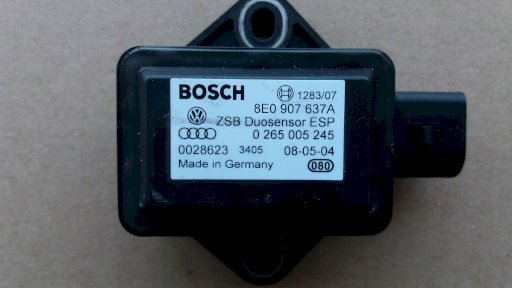 BOSCH 1283/07
8E0 907 637A
ZSB Duosensor ESP
0 265 005 245
0028623 3405 08-05-04
Made in Germany 080